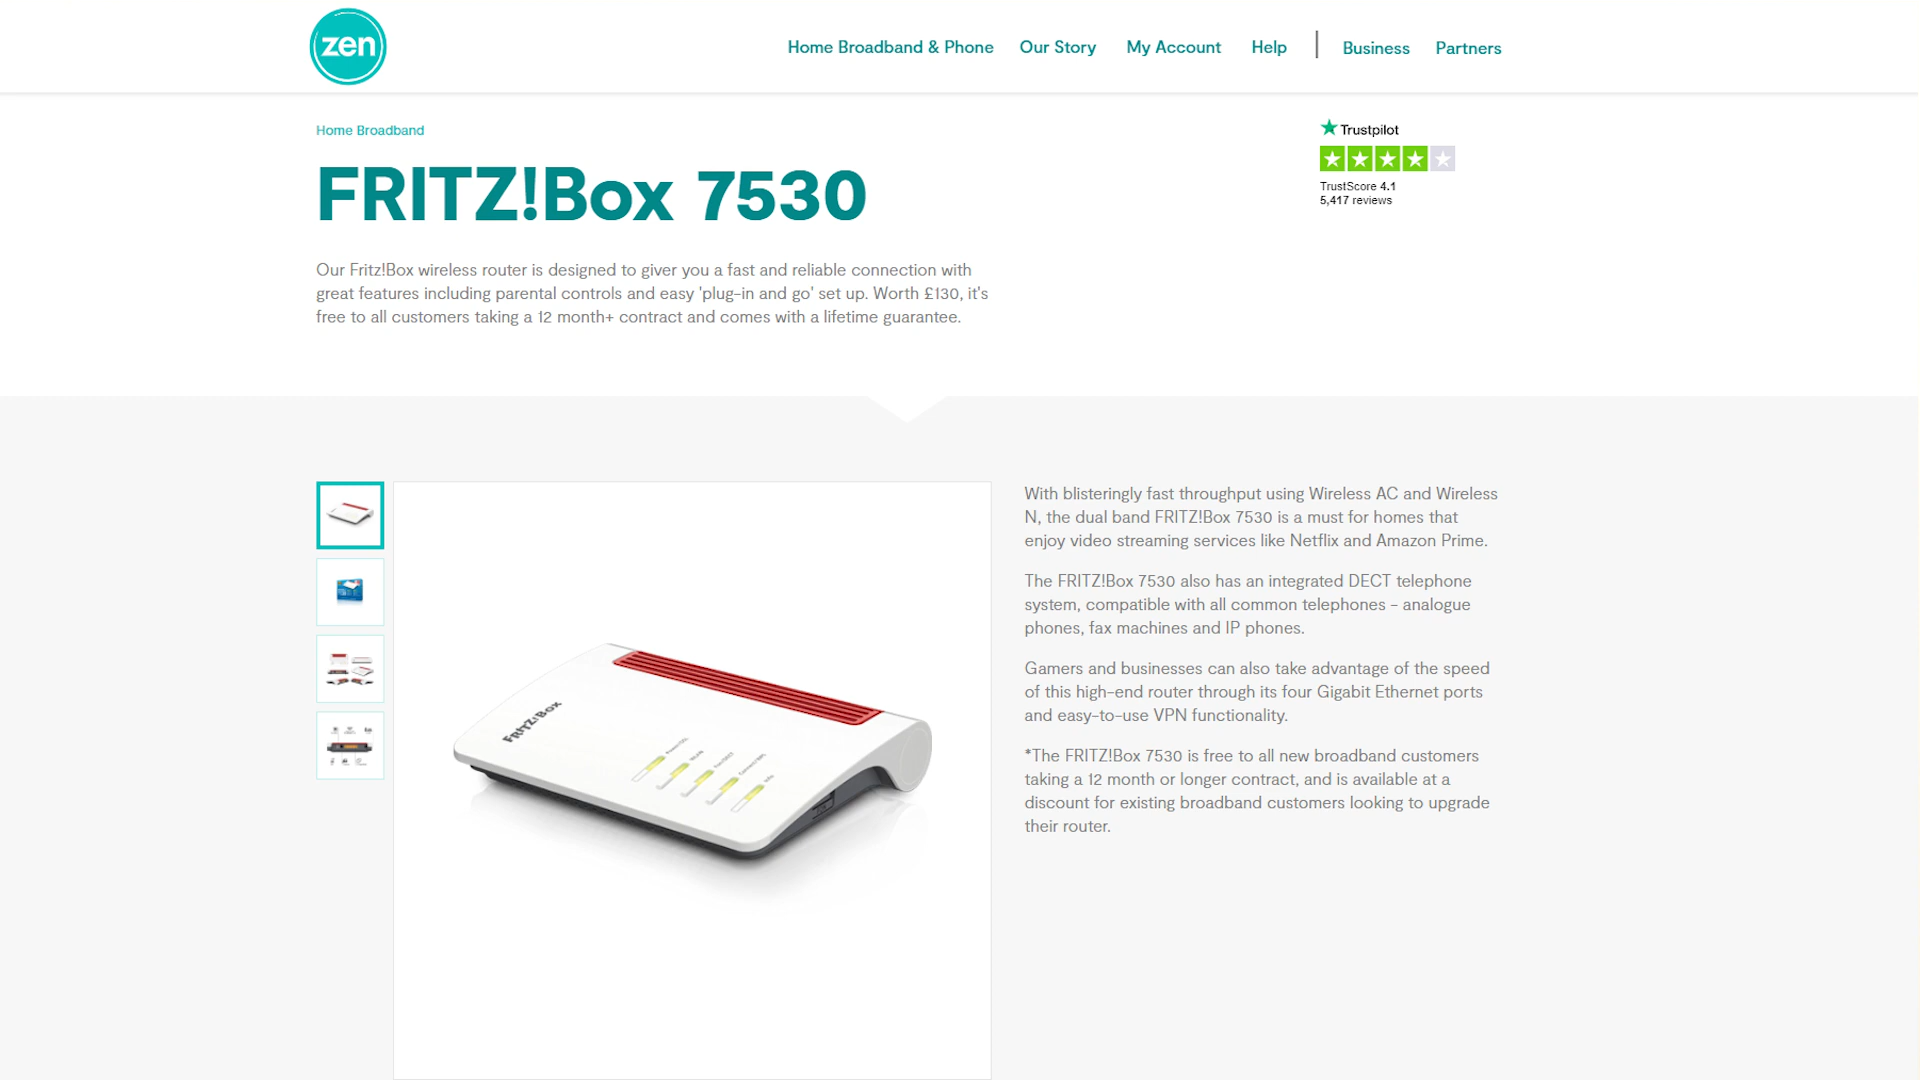 zen
Home Broadband & Phone
Our Story
My Account
Help
Business
Partners
Home Broadband
Trustpilot
FRITZ!Box 7530
TrustScore 4.1
5,417 reviews
Our Fritz!Box wireless router is designed to giver you a fast and reliable connection with
great features including parental controls and easy 'plug-in and go' set up. Worth £130, it's
free to all customers taking a 12 month+ contract and comes with a lifetime guarantee.
With blisteringly fast throughput using Wireless AC and Wireless
N, the dual band FRITZ!Box 7530 is a must for homes that
enjoy video streaming services like Netflix and Amazon Prime.
The FRITZ!Box 7530 also has an integrated DECT telephone
system, compatible with all common telephones - analogue
phones, fax machines and IP phones.
Gamers and businesses can also take advantage of the speed
of this high-end router through its four Gigabit Ethernet ports
and easy-to-use VPN functionality.
*The FRITZ!Box 7530 is free to all new broadband customers
taking a 12 month or longer contract, and is available at a
discount for existing broadband customers looking to upgrade
their router.
FRITZ!Box